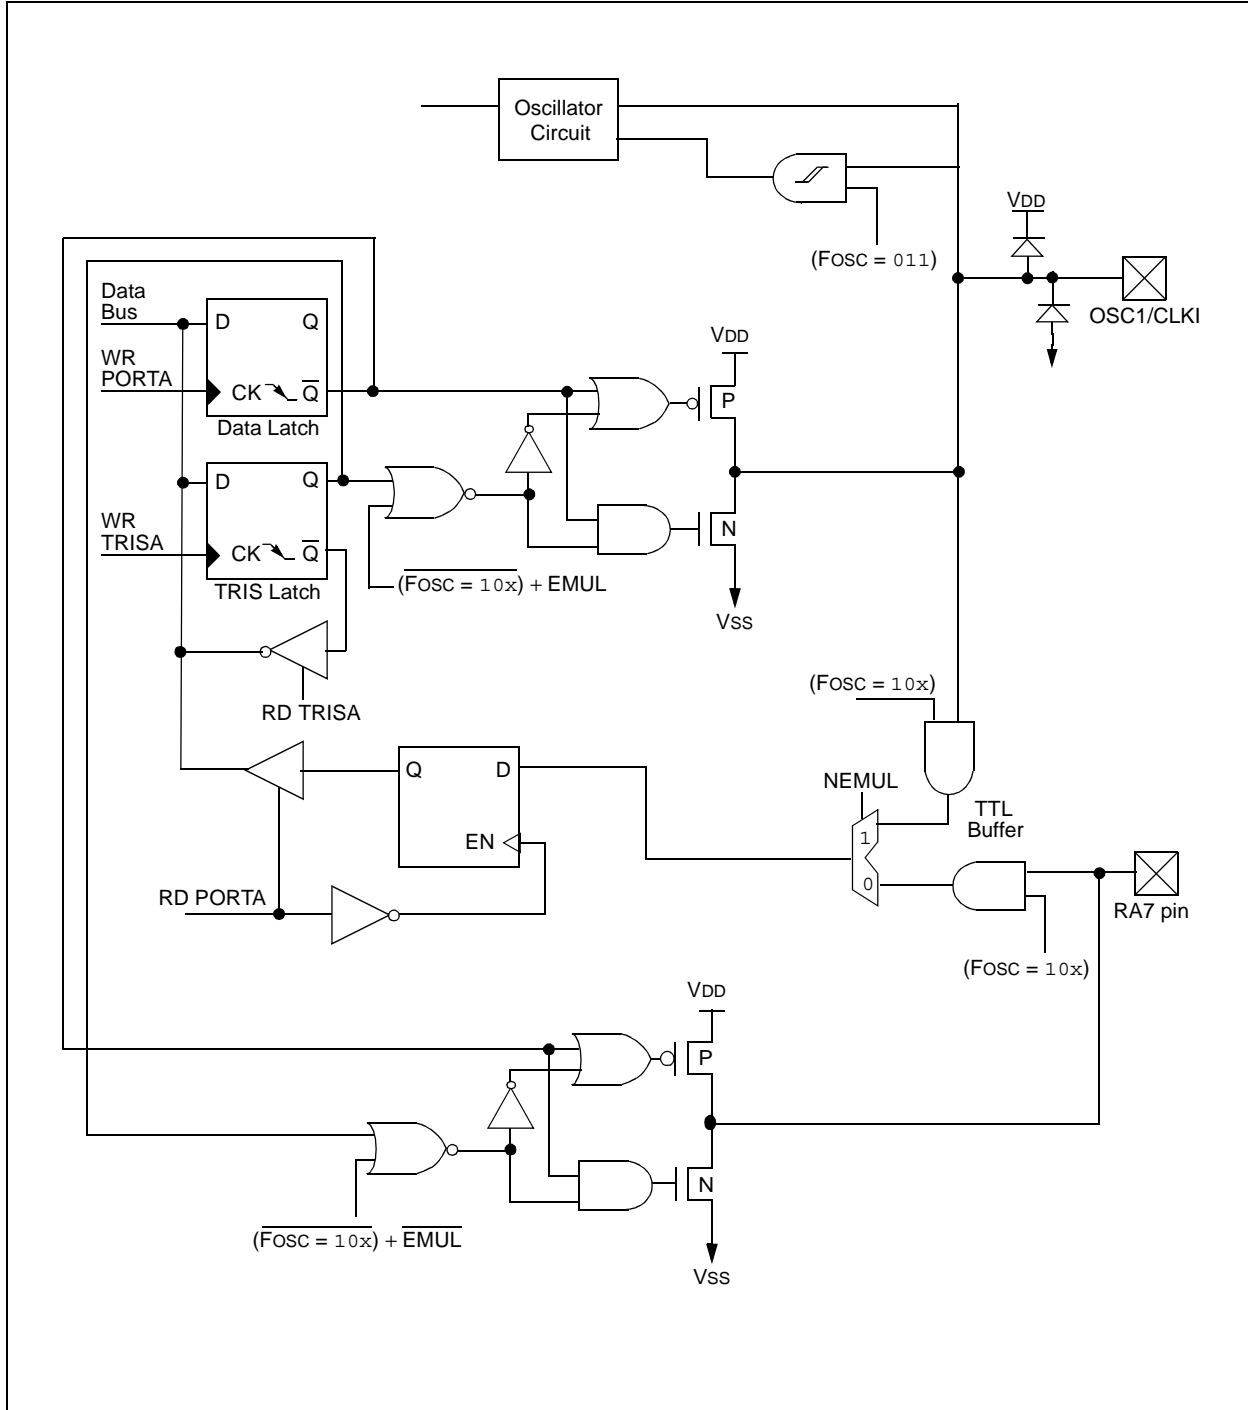 Oscillator
Circuit
(FOSC = 011)
VDD
OSC1/CLKI
Data
Bus
D
Q
WR
PORTA
CK
Q
Data Latch
VDD
P
D
Q
WR
TRISA
CK
Q
TRIS Latch
N
(FOSC = 10x) + EMUL
VSS
RD TRISA
(FOSC = 10x)
Q
D
EN
NEMUL
TTL
Buffer
1
0
RD PORTA
RA7 pin
(FOSC = 10x)
VDD
P
N
(FOSC = 10x) + EMUL
VSS